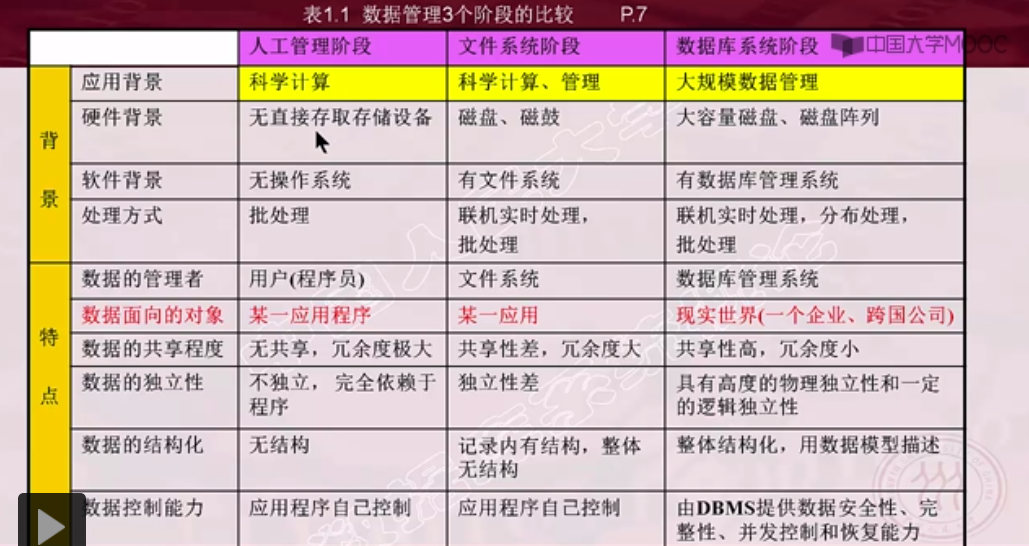 表1.1 数据管理3个阶段的比较 P.7
人工管理阶段 文件系统阶段 数据库系统阶段 中国大学MOOC
背景
应用背景 科学计算 科学计算、管理 大规模数据管理
硬件背景 无直接存取存储设备 磁盘、磁鼓 大容量磁盘、磁盘阵列
软件背景 无操作系统 有文件系统 有数据库管理系统
处理方式 批处理 联机实时处理, 联机实时处理,分布处理,
批处理 批处理
特点
数据的管理者 用户(程序员) 文件系统 数据库管理系统
数据面向的对象 某一应用程序 某一应用 现实世界(一个企业、跨国公司)
数据的共享程度 无共享,冗余度极大 共享性差,冗余度大 共享性高,冗余度小
数据的独立性 不独立, 完全依赖于 独立性差 具有高度的物理独立性和一定
程序 的逻辑独立性
数据的结构化 无结构 记录内有结构,整体 整体结构化,用数据模型描述
无结构
数据控制能力 应用程序自己控制 应用程序自己控制 由DBMS提供数据安全性、完
整性、并发控制和恢复能力